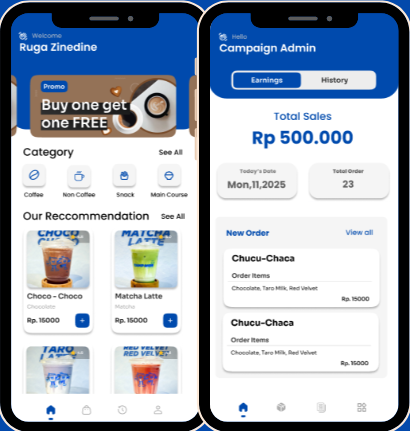 Welcome
Ruga Zinedine
Promo
Buy one get
one FREE
Category
See All
Coffee
Non Coffee
Snack
Main Course
Our Reccommendation
See All
CHOCO
CHOCO
Choco - Choco
Chocolate
Rp. 15000
+
MATCHA
LATTE
Matcha Latte
Matcha
Rp. 15000
+
TARO
LATTE
RED VELVET
Hello
Campaign Admin
Earnings
History
Total Sales
Rp 500.000
Today's Date
Mon,11,2025
Total Order
23
New Order
View all
Chucu-Chaca
Order Items
Chocolate, Taro Milk, Red Velvet
Rp. 15000
Chucu-Chaca
Order Items
Chocolate, Taro Milk, Red Velvet
Rp. 15000